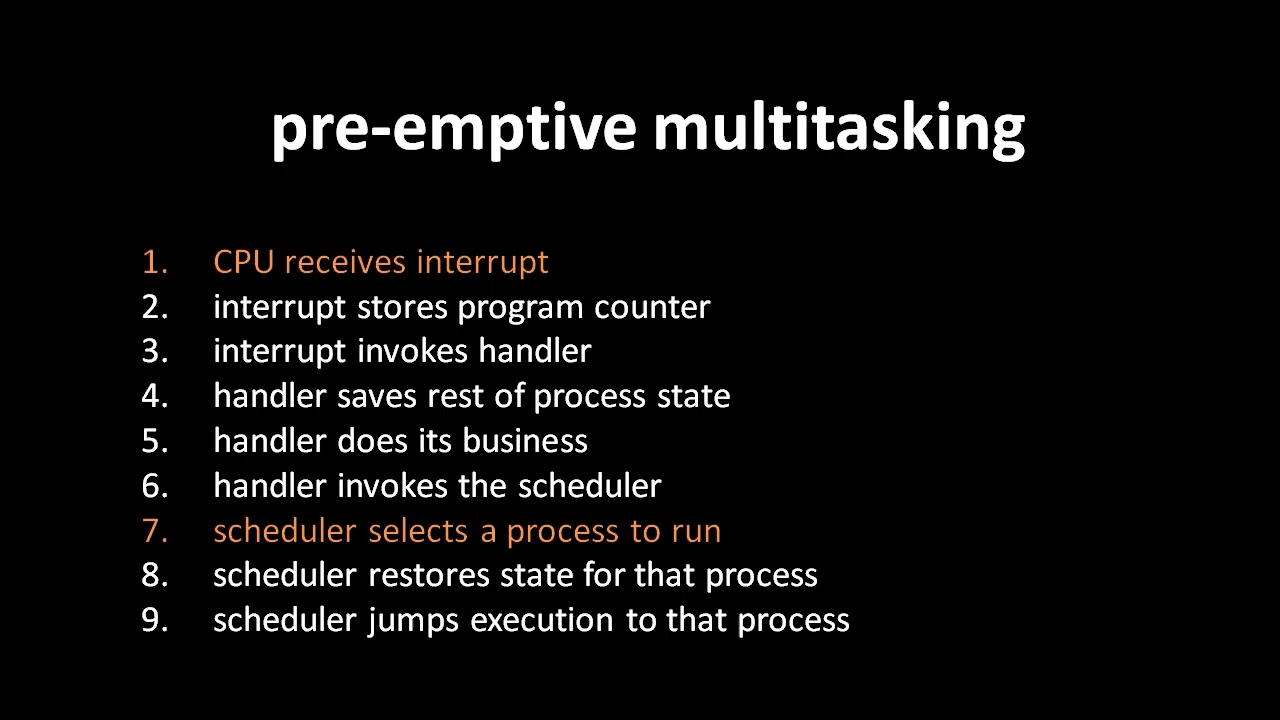 pre-emptive multitasking
1. CPU receives interrupt
2. interrupt stores program counter
3. interrupt invokes handler
4. handler saves rest of process state
5. handler does its business
6. handler invokes the scheduler
7. scheduler selects a process to run
8. scheduler restores state for that process
9. scheduler jumps execution to that process